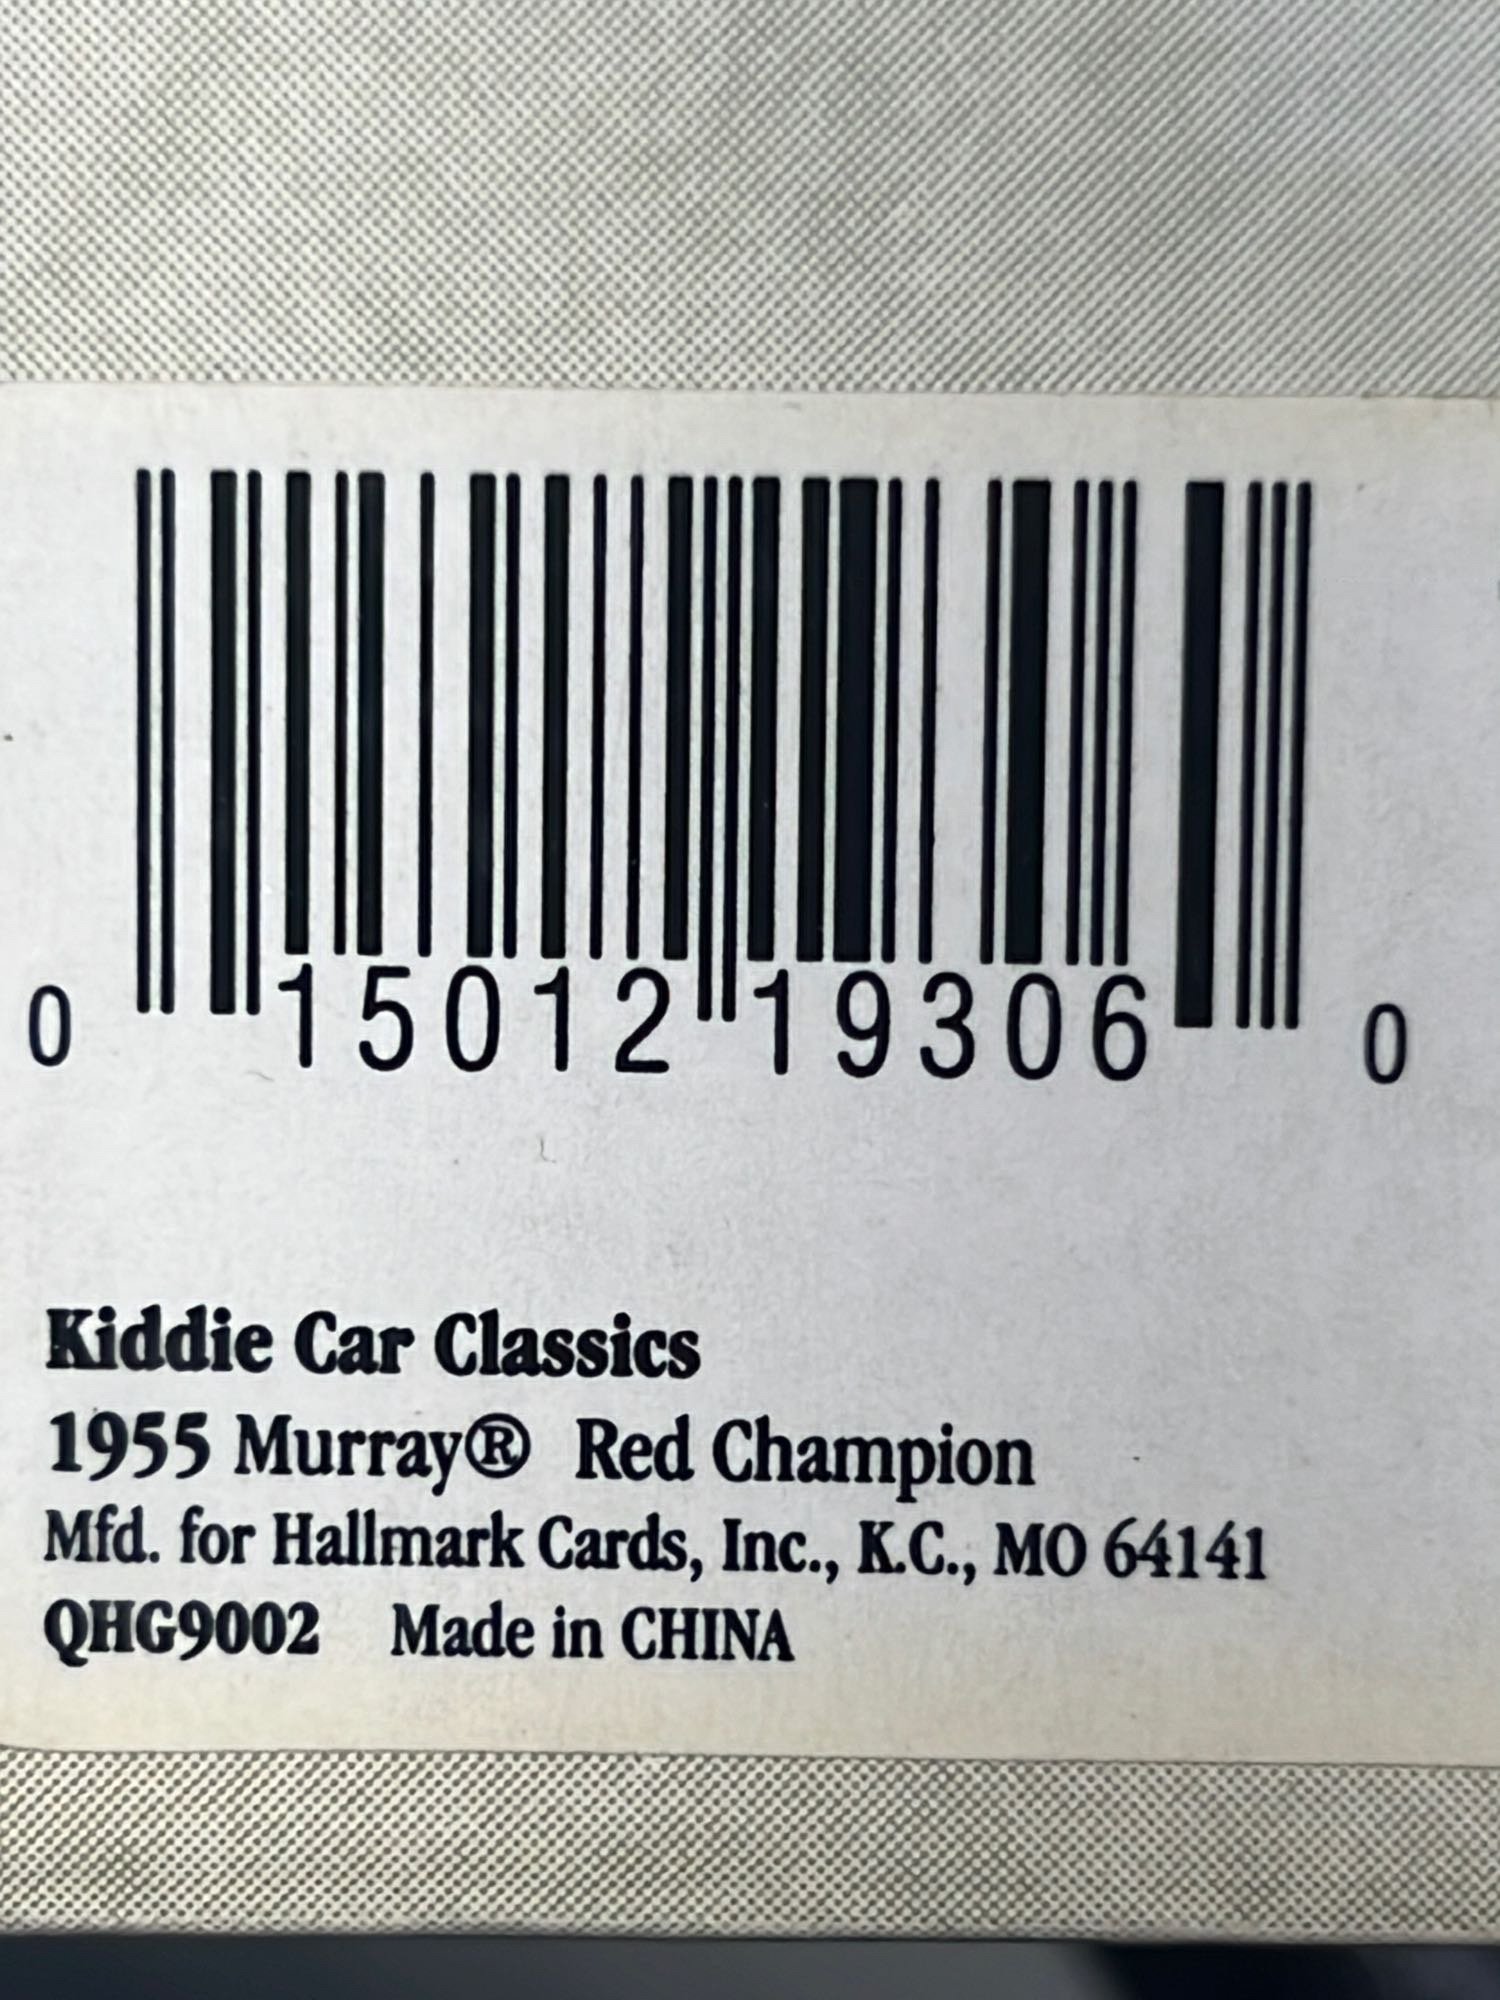 0 15012 19306 0
Kiddie Car Classics
1955 Murray® Red Champion
Mfd. for Hallmark Cards, Inc., K.C., MO 64141
QHG9002 Made in CHINA